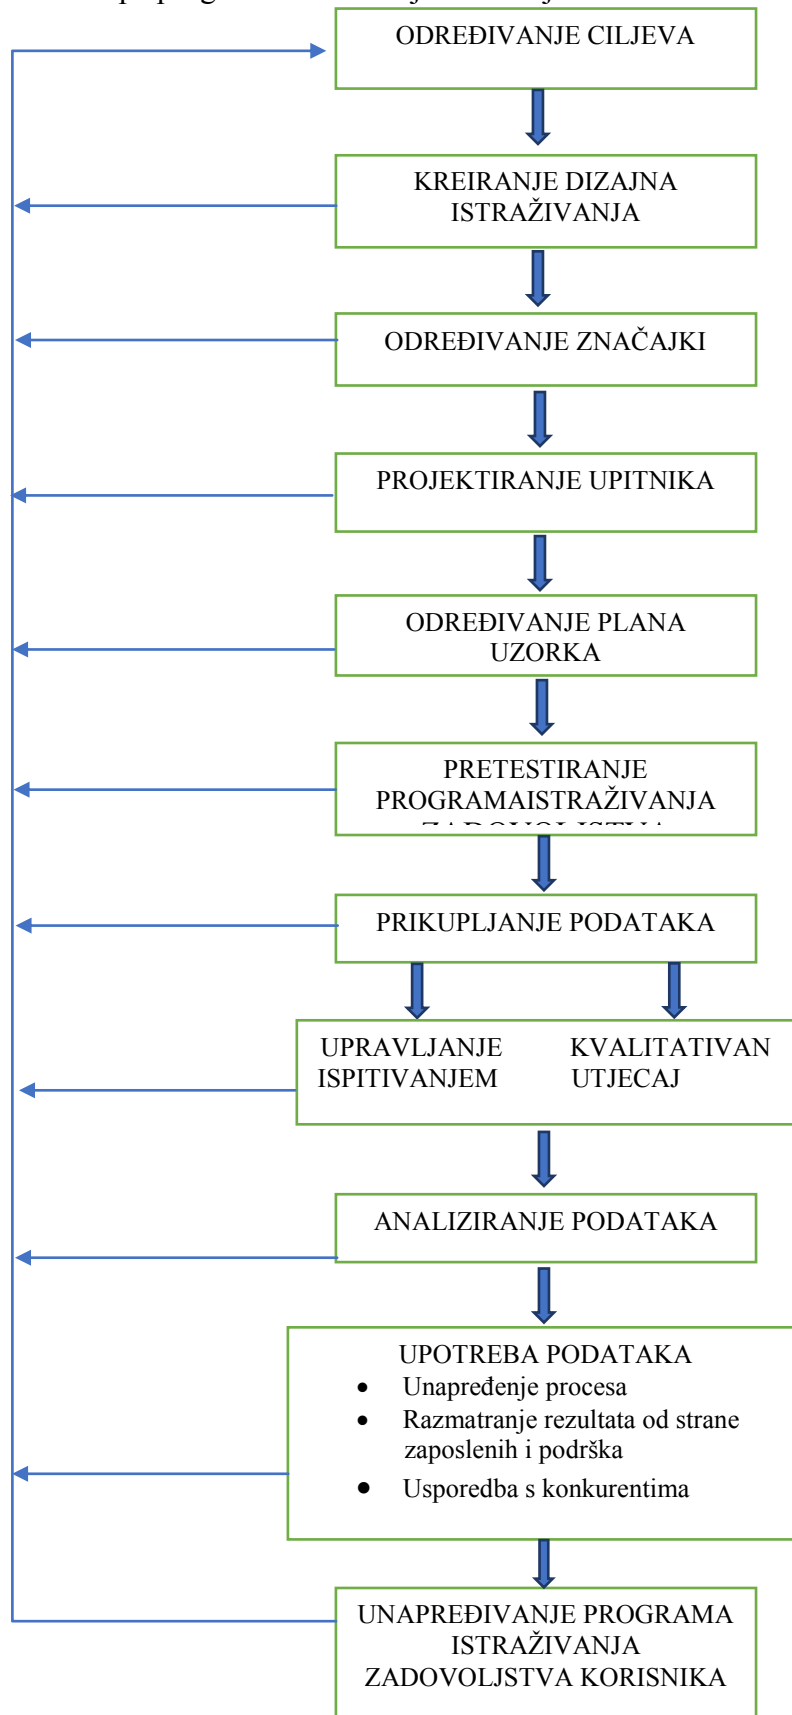 ODREĐIVANJE CILJEVA
KREIRANJE DIZAJNA
ISTRAŽIVANJA
ODREĐIVANJE ZNAČAJKI
PROJEKTIRANJE UPITNIKA
ODREĐIVANJE PLANA
UZORKA
PRETESTIRANJE
PROGRAMAISTRAŽIVANJA
ZADOVOLJSTVA
PRIKUPLJANJE PODATAKA
UPRAVLJANJE KVALITATIVAN
ISPITIVANJEM UTJECAJ
ANALIZIRANJE PODATAKA
UPOTREBA PODATAKA
• Unapređenje procesa
• Razmatranje rezultata od strane
zaposlenih i podrška
• Usporedba s konkurentima
UNAPREĐIVANJE PROGRAMA
ISTRAŽIVANJA
ZADOVOLJSTVA KORISNIKA